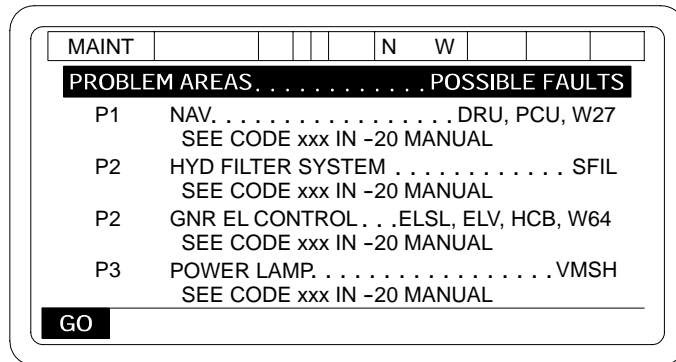 MAINT N W
PROBLEM AREAS. . . . . . . . . . . . . POSSIBLE FAULTS
P1 NAV. . . . . . . . . . . . . . . . . . DRU, PCU, W27
SEE CODE xxx IN -20 MANUAL
P2 HYD FILTER SYSTEM . . . . . . . . . . . . . SFIL
SEE CODE xxx IN -20 MANUAL
P2 GNR EL CONTROL . . .ELSL, ELV, HCB, W64
SEE CODE xxx IN -20 MANUAL
P3 POWER LAMP. . . . . . . . . . . . . . . . . . VMSH
SEE CODE xxx IN -20 MANUAL
GO